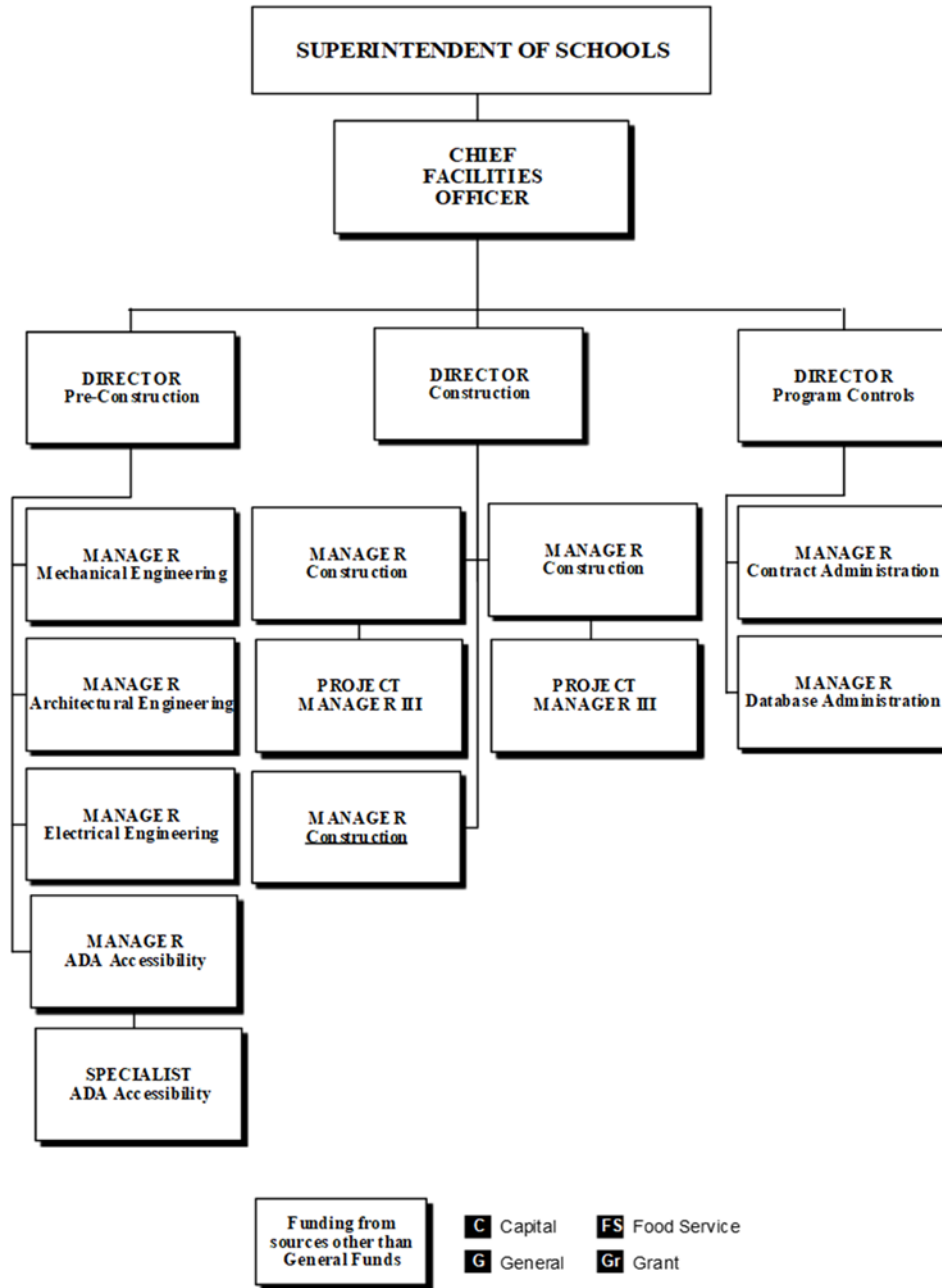 SUPERINTENDENT OF SCHOOLS
CHIEF
FACILITIES
OFFICER
DIRECTOR
Pre-Construction
DIRECTOR
Construction
DIRECTOR
Program Controls
MANAGER
Mechanical Engineering
MANAGER
Architectural Engineering
MANAGER
Electrical Engineering
MANAGER
ADA Accessibility
SPECIALIST
ADA Accessibility
MANAGER
Construction
PROJECT
MANAGER III
MANAGER
Construction
MANAGER
Construction
PROJECT
MANAGER III
MANAGER
Contract Administration
MANAGER
Database Administration
Funding from
sources other than
General Funds
C Capital
FS Food Service
G General
Gr Grant